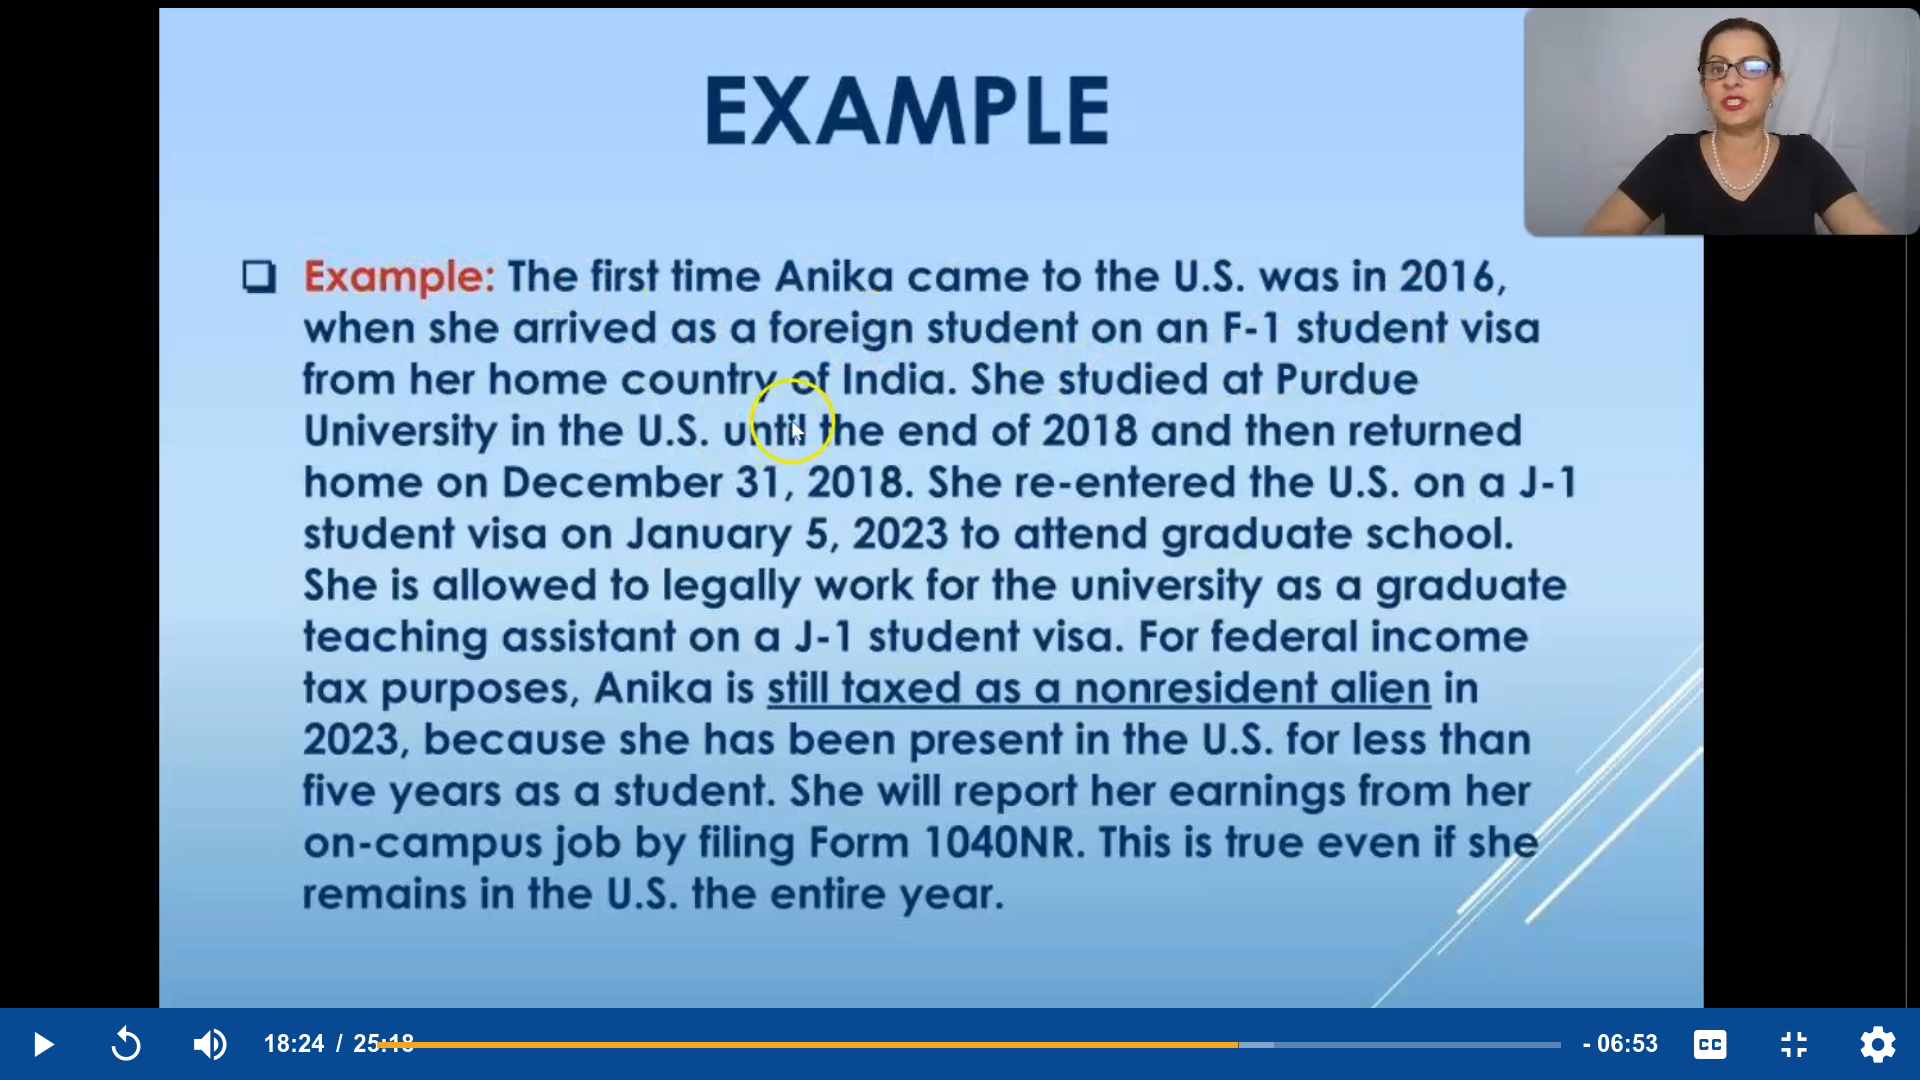 EXAMPLE
Example: The first time Anika came to the U.S. was in 2016,
when she arrived as a foreign student on an F-1 student visa
from her home country of India. She studied at Purdue
University in the U.S. until the end of 2018 and then returned
home on December 31, 2018. She re-entered the U.S. on a J-1
student visa on January 5, 2023 to attend graduate school.
She is allowed to legally work for the university as a graduate
teaching assistant on a J-1 student visa. For federal income
tax purposes, Anika is still taxed as a nonresident alien in
2023, because she has been present in the U.S. for less than
five years as a student. She will report her earnings from her
on-campus job by filing Form 1040NR. This is true even if she
remains in the U.S. the entire year.
18:24 / 25:18 - 06:53 CC